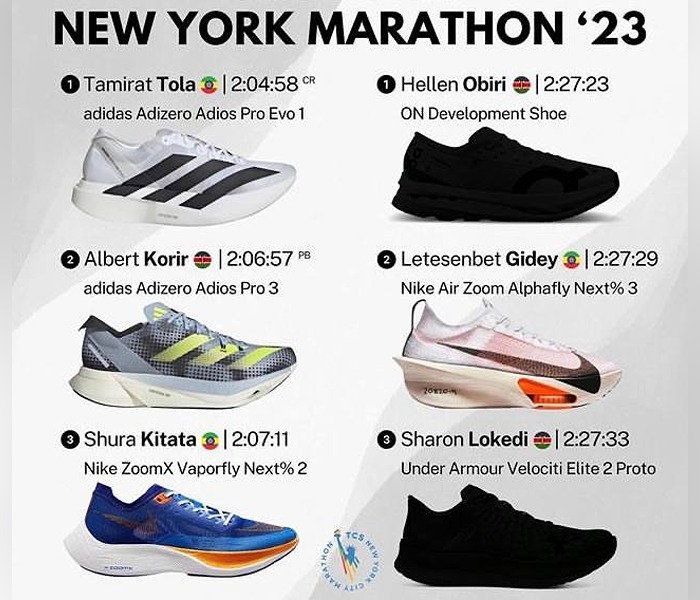 NEW YORK MARATHON ‘23
1 Tamirat Tola | 2:04:58 CR
adidas Adizero Adios Pro Evo 1
1 Hellen Obiri | 2:27:23
ON Development Shoe
2 Albert Korir | 2:06:57 PB
adidas Adizero Adios Pro 3
2 Letesenbet Gidey | 2:27:29
Nike Air Zoom Alphafly Next% 3
3 Shura Kitata | 2:07:11
Nike ZoomX Vaporfly Next% 2
3 Sharon Lokedi | 2:27:33
Under Armour Velociti Elite 2 Proto
ZOOMX
TCS NEW YORK CITY MARATHON